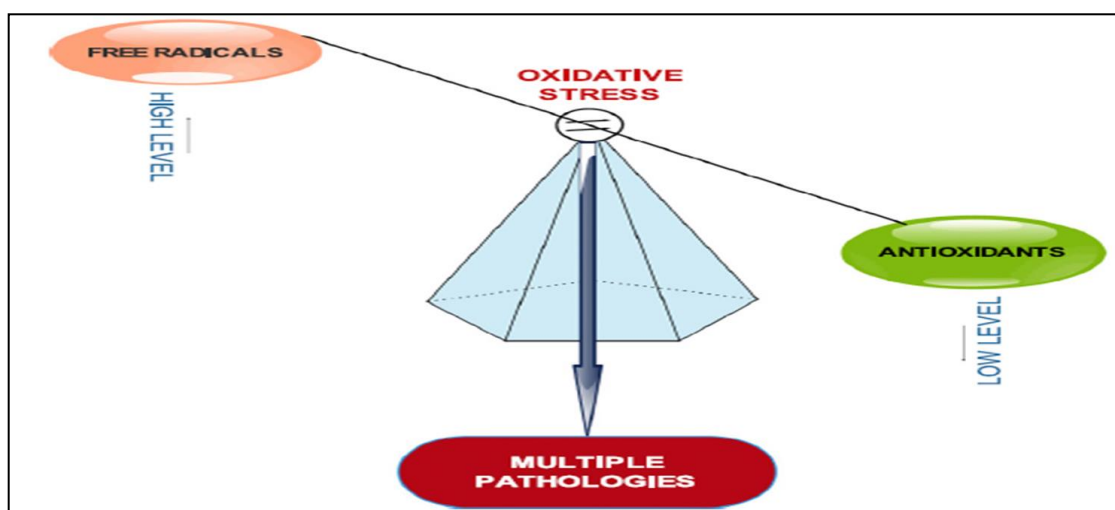 FREE RADICALS
HIGH LEVEL
OXIDATIVE
STRESS
ANTIOXIDANTS
LOW LEVEL
MULTIPLE
PATHOLOGIES